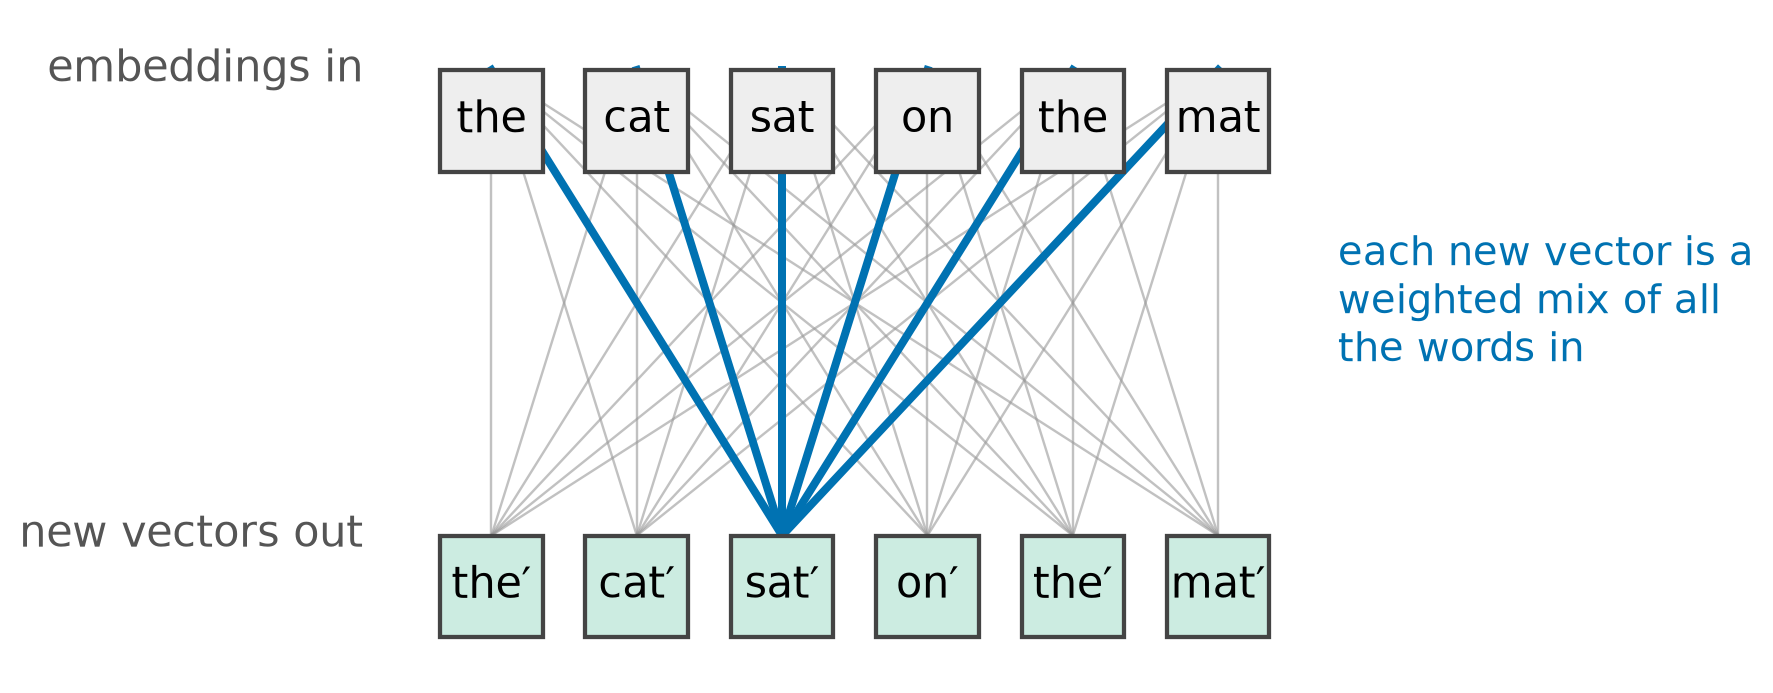 embeddings in
the cat sat on the mat
each new vector is a
weighted mix of all
the words in
new vectors out
the′ cat′ sat′ on′ the′ mat′